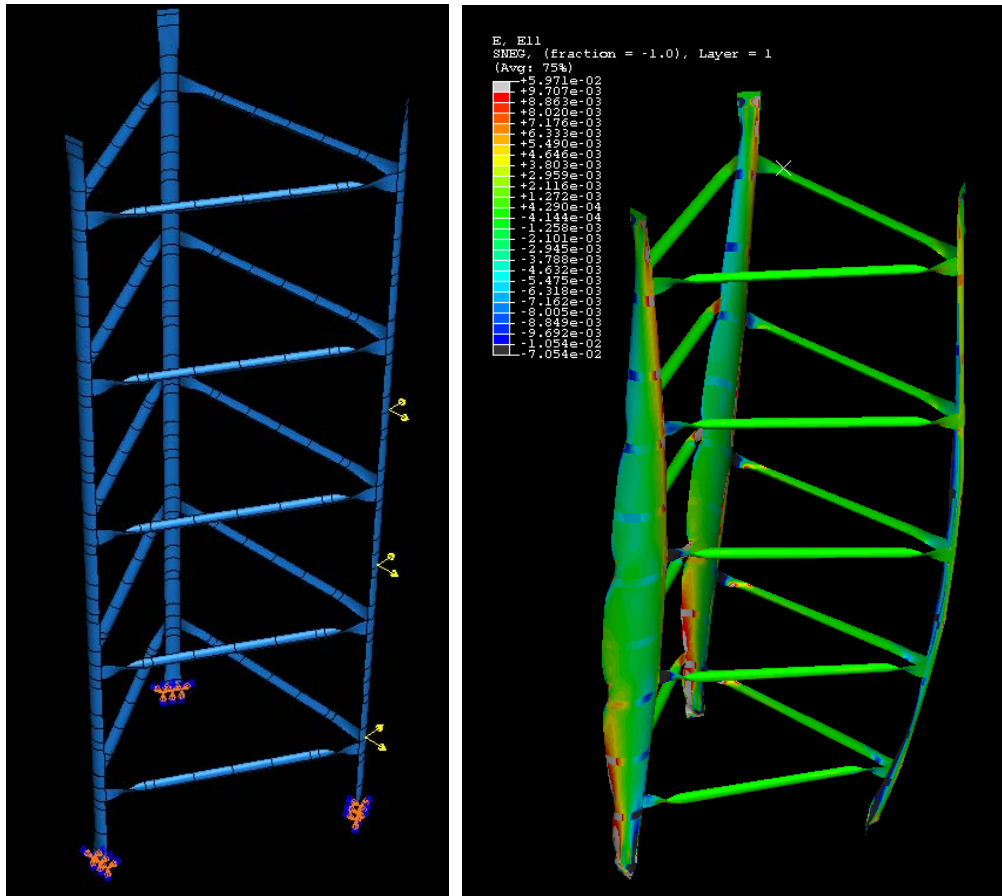 E, E11
SNEG, (fraction = -1.0), Layer = 1
(Avg: 75%)
+5.971e-02
+9.707e-03
+8.863e-03
+8.020e-03
+7.176e-03
+6.333e-03
+5.490e-03
+4.646e-03
+3.803e-03
+2.959e-03
+2.116e-03
+1.272e-03
+4.290e-04
-4.144e-04
-1.258e-03
-2.101e-03
-2.945e-03
-3.788e-03
-4.632e-03
-5.475e-03
-6.318e-03
-7.162e-03
-8.005e-03
-8.849e-03
-9.692e-03
-1.054e-02
-7.054e-02